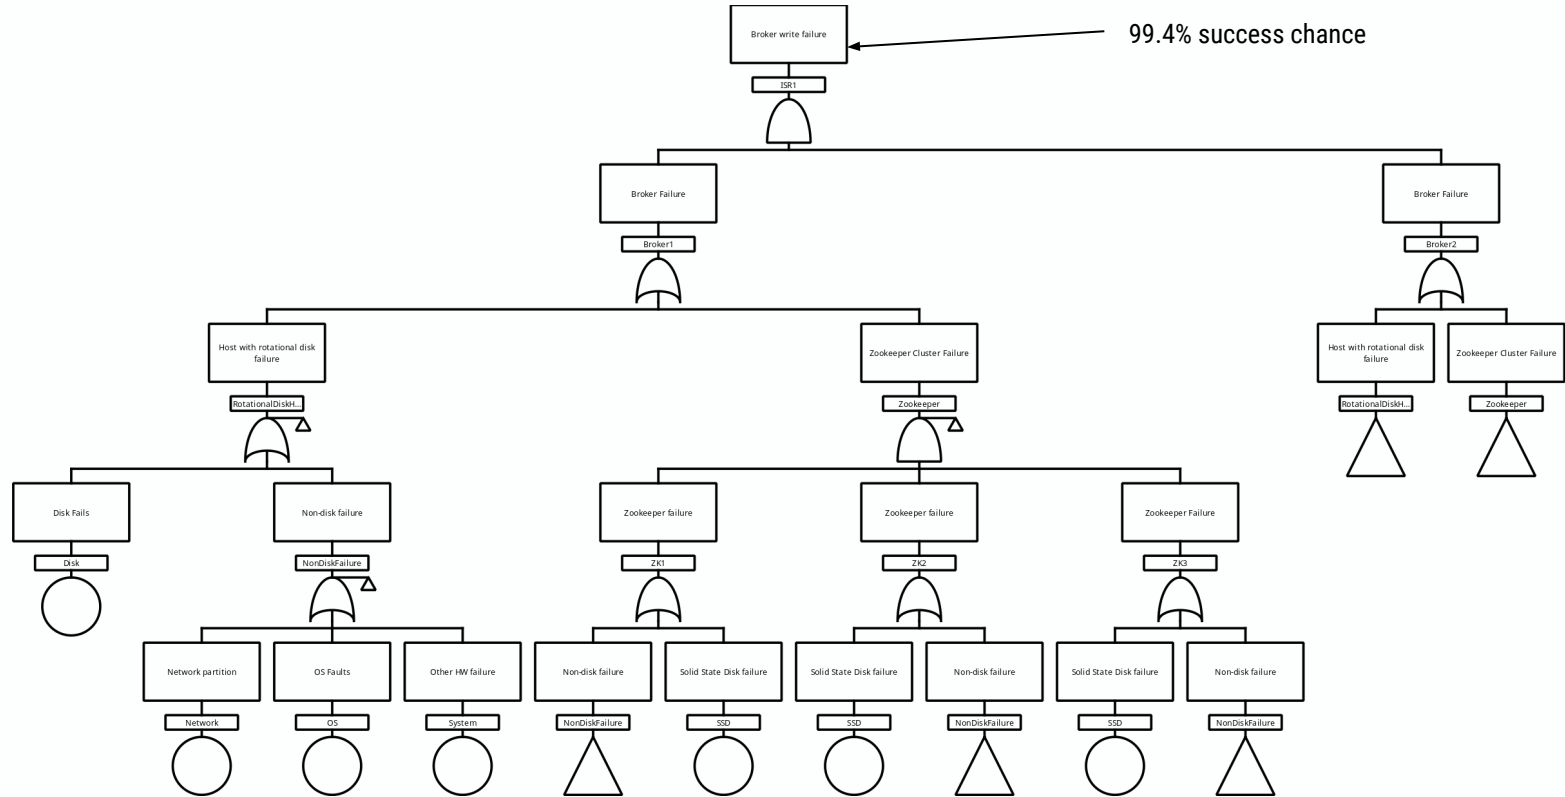 Broker write failure
99.4% success chance
ISR1
Broker Failure
Broker Failure
Broker1
Broker2
Host with rotational disk
failure
Zookeeper Cluster Failure
Host with rotational disk
failure
Zookeeper Cluster Failure
RotationalDiskH...
Zookeeper
RotationalDiskH...
Zookeeper
Disk Fails
Non-disk failure
Zookeeper failure
Zookeeper failure
Zookeeper Failure
Disk
NonDiskFailure
ZK1
ZK2
ZK3
Network partition
OS Faults
Other HW failure
Non-disk failure
Solid State Disk failure
Solid State Disk failure
Non-disk failure
Solid State Disk failure
Non-disk failure
Network
OS
System
NonDiskFailure
SSD
SSD
NonDiskFailure
SSD
NonDiskFailure